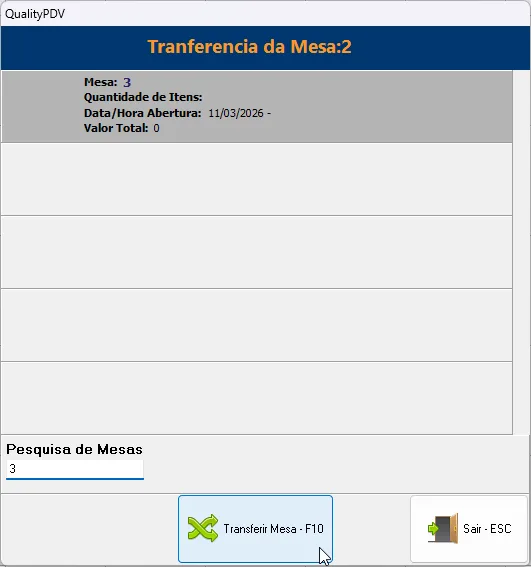 QualityPDV
Tranferencia da Mesa:2
Mesa: 3
Quantidade de Itens:
Data/Hora Abertura: 11/03/2026 -
Valor Total: 0
Pesquisa de Mesas
3
Transferir Mesa - F10
Sair - ESC